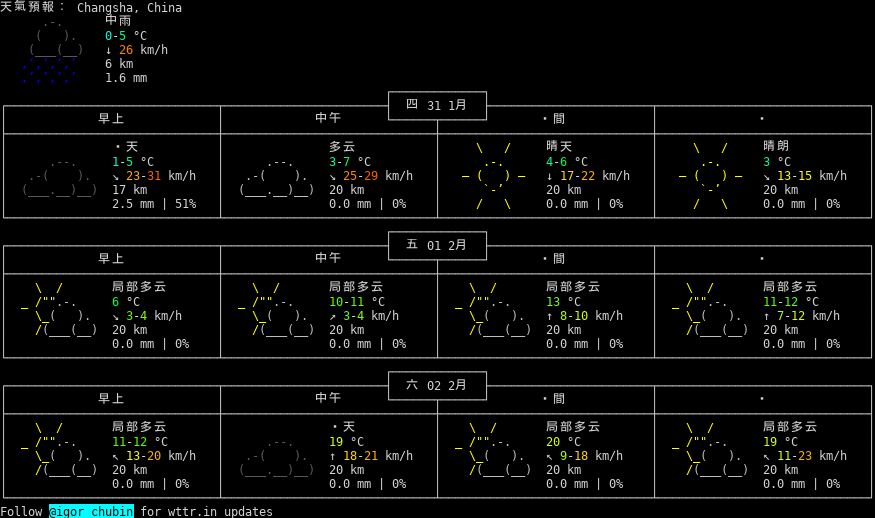 天氣預報： Changsha, China
中雨
0-5 °C
↓ 26 km/h
6 km
1.6 mm
四 31 1月
早上 中午 ·間 ·
·天 多云 晴天 晴朗
1-5 °C 3-7 °C 4-6 °C 3 °C
↘ 23-31 km/h ↘ 25-29 km/h ↓ 17-22 km/h ↘ 13-15 km/h
17 km 20 km 20 km 20 km
2.5 mm | 51% 0.0 mm | 0% 0.0 mm | 0% 0.0 mm | 0%
五 01 2月
早上 中午 ·間 ·
局部多云 局部多云 局部多云 局部多云
6 °C 10-11 °C 13 °C 11-12 °C
↘ 3-4 km/h ↗ 3-4 km/h ↑ 8-10 km/h ↑ 7-12 km/h
20 km 20 km 20 km 20 km
0.0 mm | 0% 0.0 mm | 0% 0.0 mm | 0% 0.0 mm | 0%
六 02 2月
早上 中午 ·間 ·
局部多云 ·天 局部多云 局部多云
11-12 °C 19 °C 20 °C 19 °C
↖ 13-20 km/h ↑ 18-21 km/h ↖ 9-18 km/h ↖ 11-23 km/h
20 km 20 km 20 km 20 km
0.0 mm | 0% 0.0 mm | 0% 0.0 mm | 0% 0.0 mm | 0%
Follow @igor_chubin for wttr.in updates